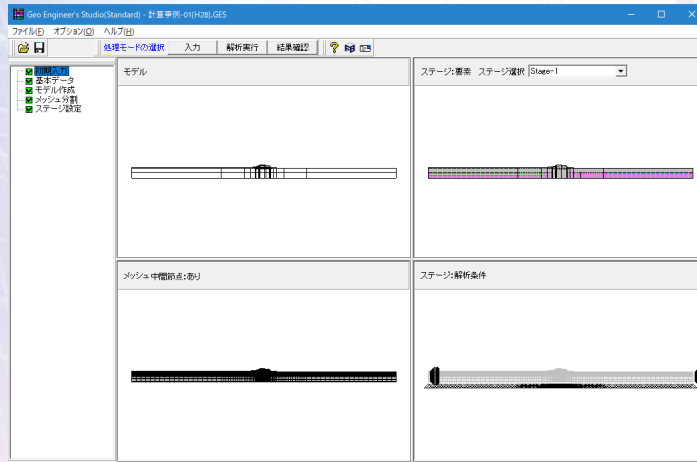 Geo Engineer's Studio(Standard) - 計算事例-01(H28).GES
ファイル(F) オプション(O) ヘルプ(H)
処理モードの選択 入力 解析実行 結果確認
初期入力
基本データ
モデル作成
メッシュ分割
ステージ設定
モデル
ステージ:要素 ステージ選択 Stage-1
メッシュ 中間節点:あり
ステージ:解析条件